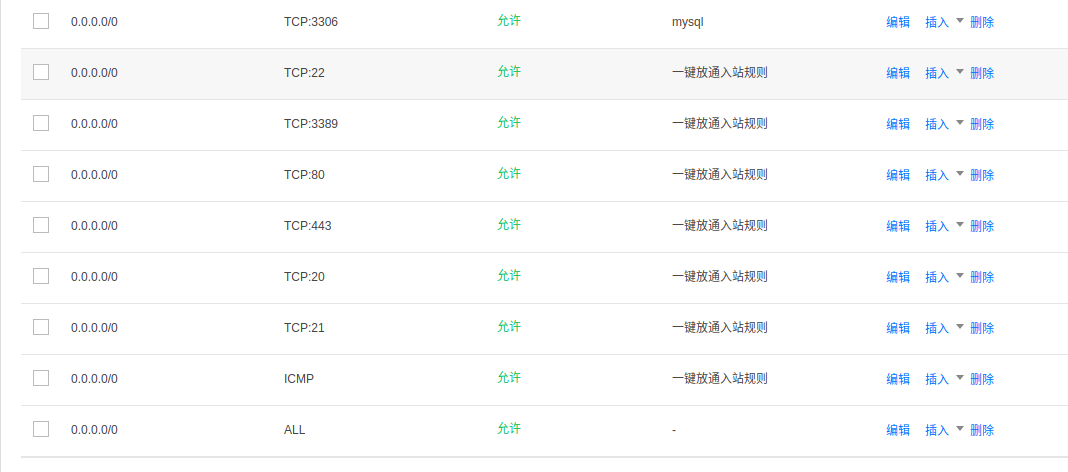 0.0.0.0/0 TCP:3306 允许 mysql 编辑 插入 删除
0.0.0.0/0 TCP:22 允许 一键放通入站规则 编辑 插入 删除
0.0.0.0/0 TCP:3389 允许 一键放通入站规则 编辑 插入 删除
0.0.0.0/0 TCP:80 允许 一键放通入站规则 编辑 插入 删除
0.0.0.0/0 TCP:443 允许 一键放通入站规则 编辑 插入 删除
0.0.0.0/0 TCP:20 允许 一键放通入站规则 编辑 插入 删除
0.0.0.0/0 TCP:21 允许 一键放通入站规则 编辑 插入 删除
0.0.0.0/0 ICMP 允许 一键放通入站规则 编辑 插入 删除
0.0.0.0/0 ALL 允许 - 编辑 插入 删除